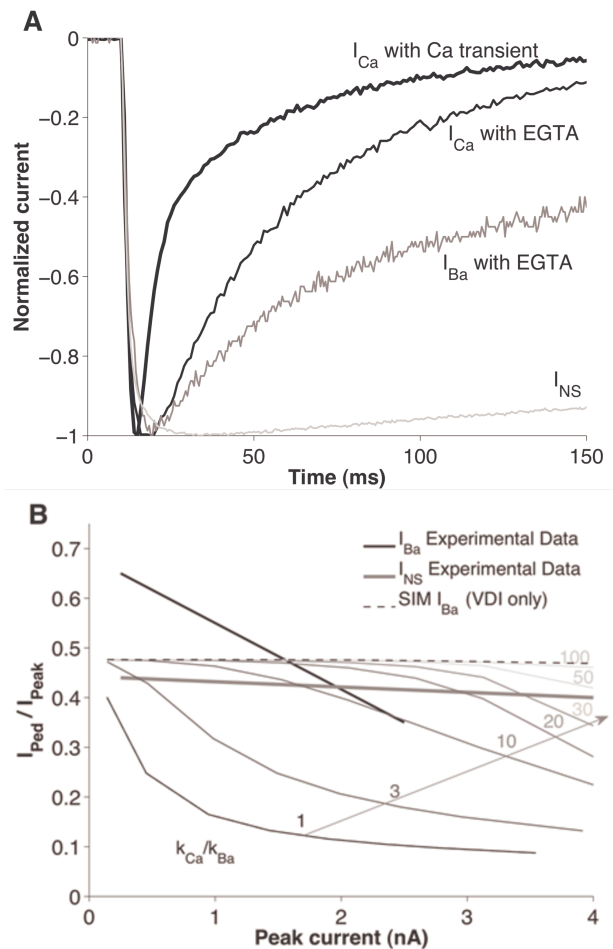 A
0
−0.2
−0.4
−0.6
−0.8
−1
Normalized current
I_Ca with Ca transient
I_Ca with EGTA
I_Ba with EGTA
I_NS
0 50 100 150
Time (ms)
B
0.7
0.6
0.5
0.4
0.3
0.2
0.1
0
I_Ped / I_Peak
I_Ba Experimental Data
I_NS Experimental Data
SIM I_Ba (VDI only)
100
50
30
20
10
3
1
k_Ca/k_Ba
0 1 2 3 4
Peak current (nA)